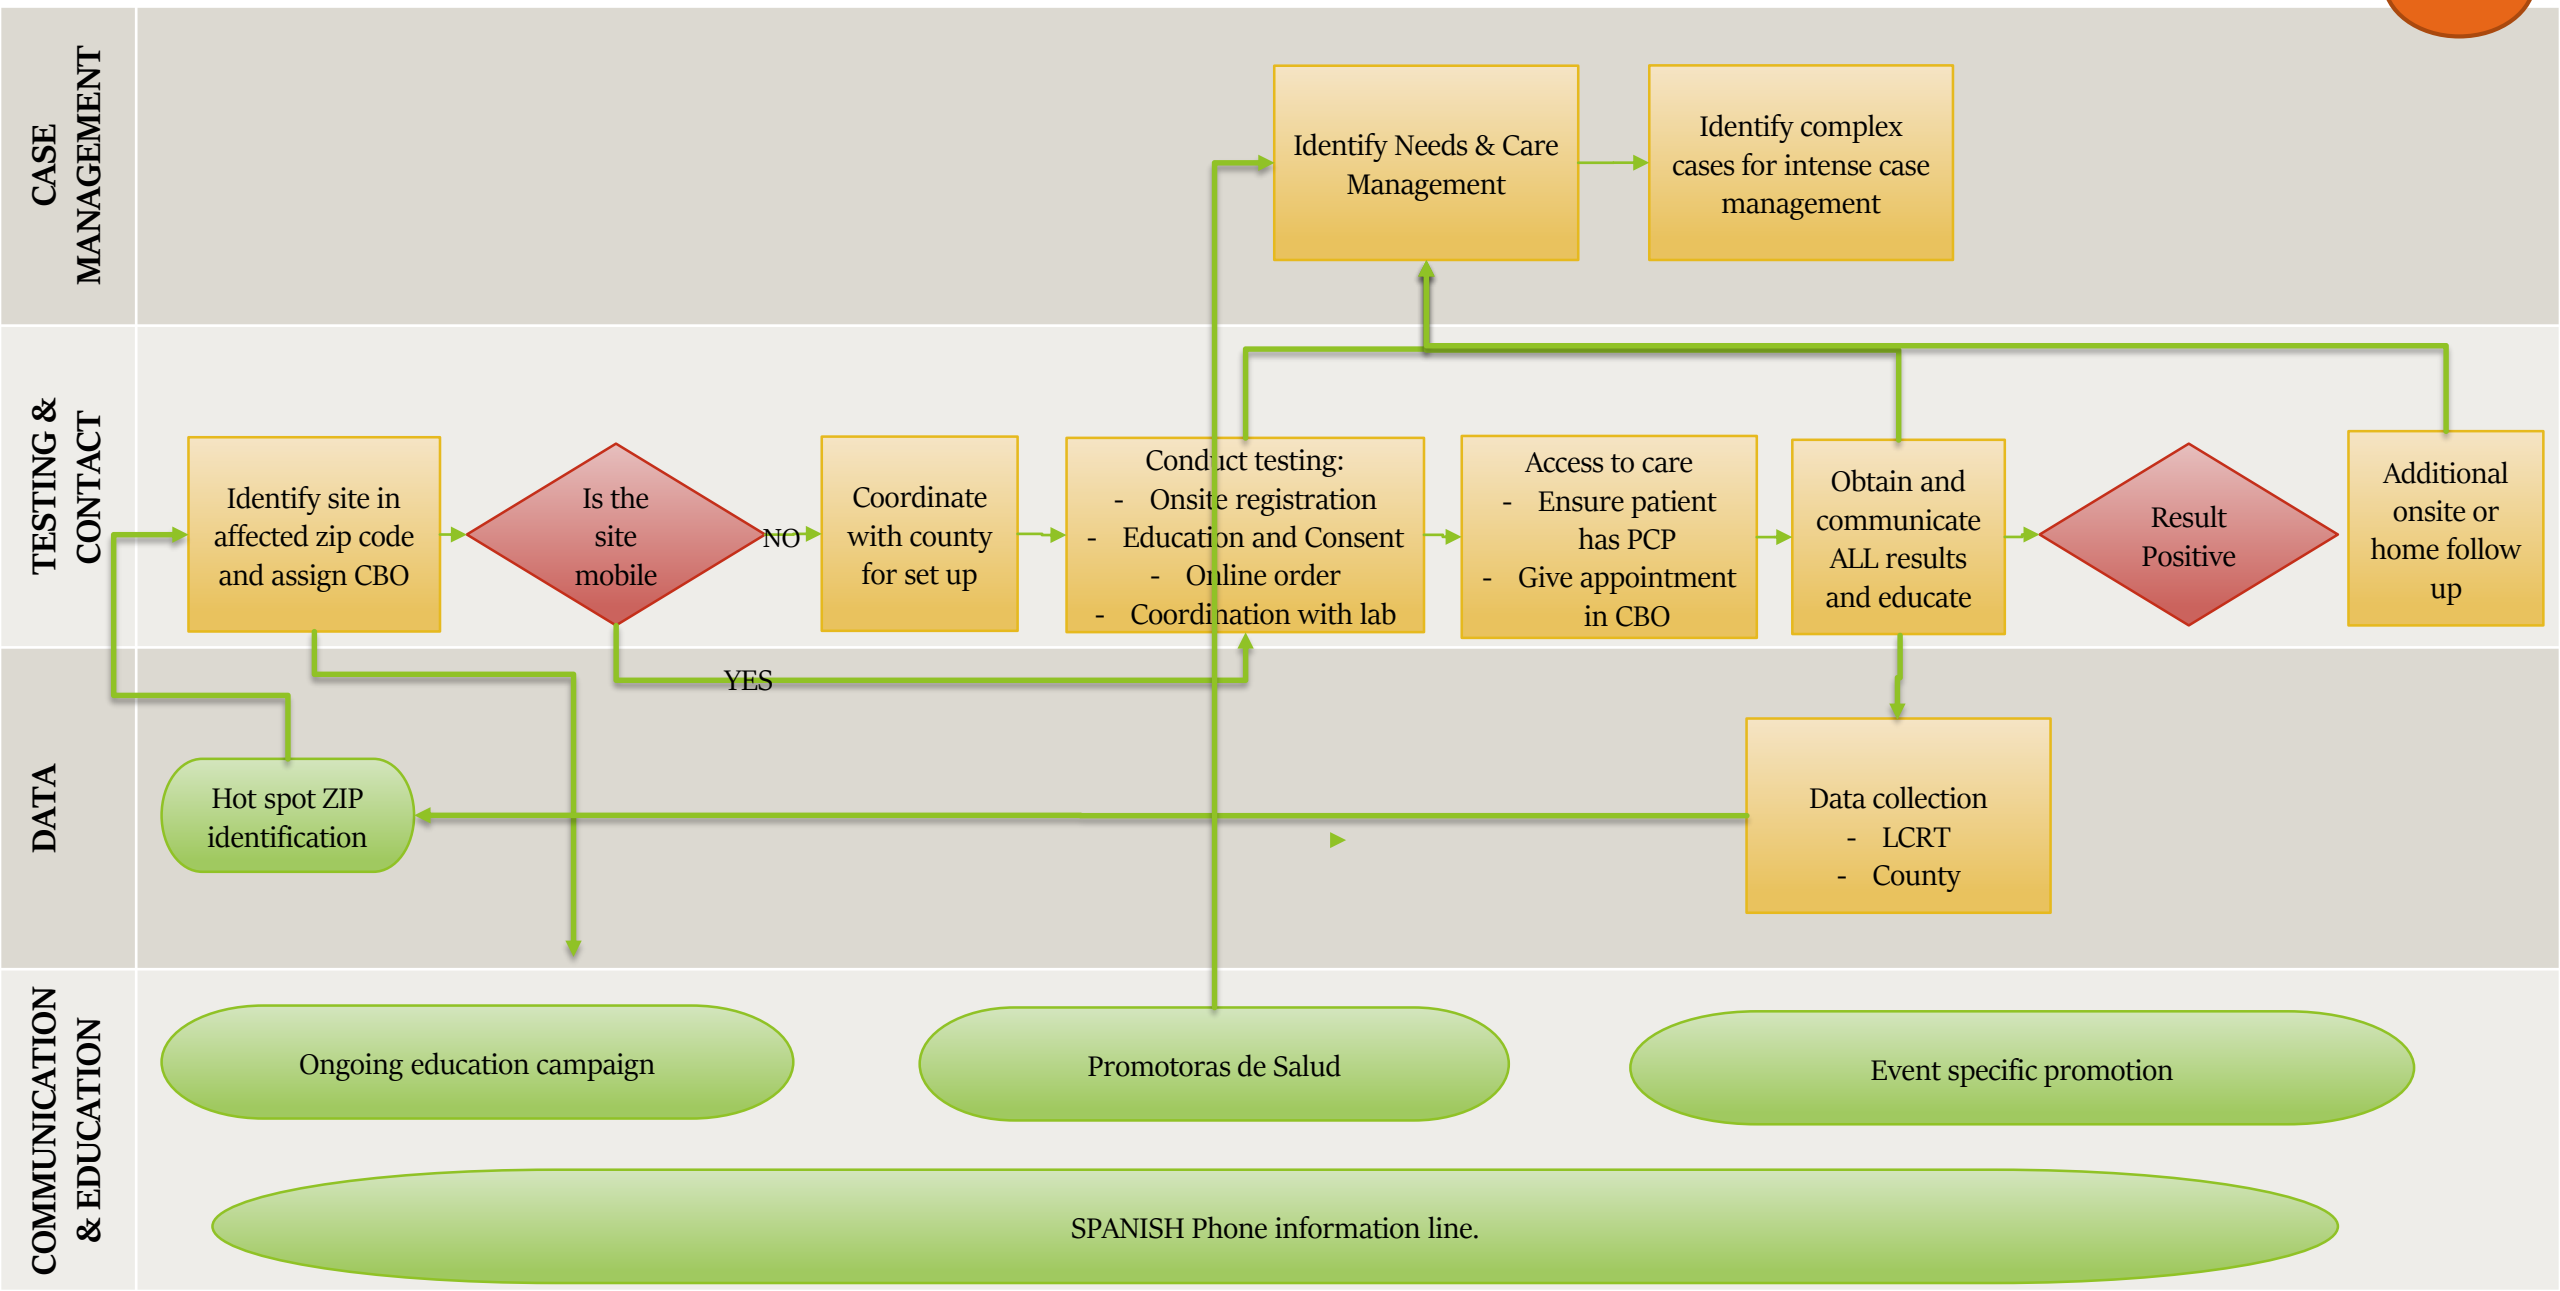 CASE
MANAGEMENT
Identify Needs & Care
Management
Identify complex
cases for intense case
management
TESTING &
CONTACT
Identify site in
affected zip code
and assign CBO
Is the
site
mobile
NO
YES
Coordinate
with county
for set up
Conduct testing:
- Onsite registration
- Education and Consent
- Online order
- Coordination with lab
Access to care
- Ensure patient
has PCP
- Give appointment
in CBO
Obtain and
communicate
ALL results
and educate
Result
Positive
Additional
onsite or
home follow
up
DATA
Hot spot ZIP
identification
Data collection
- LCRT
- County
COMMUNICATION
& EDUCATION
Ongoing education campaign
Promotoras de Salud
Event specific promotion
SPANISH Phone information line.